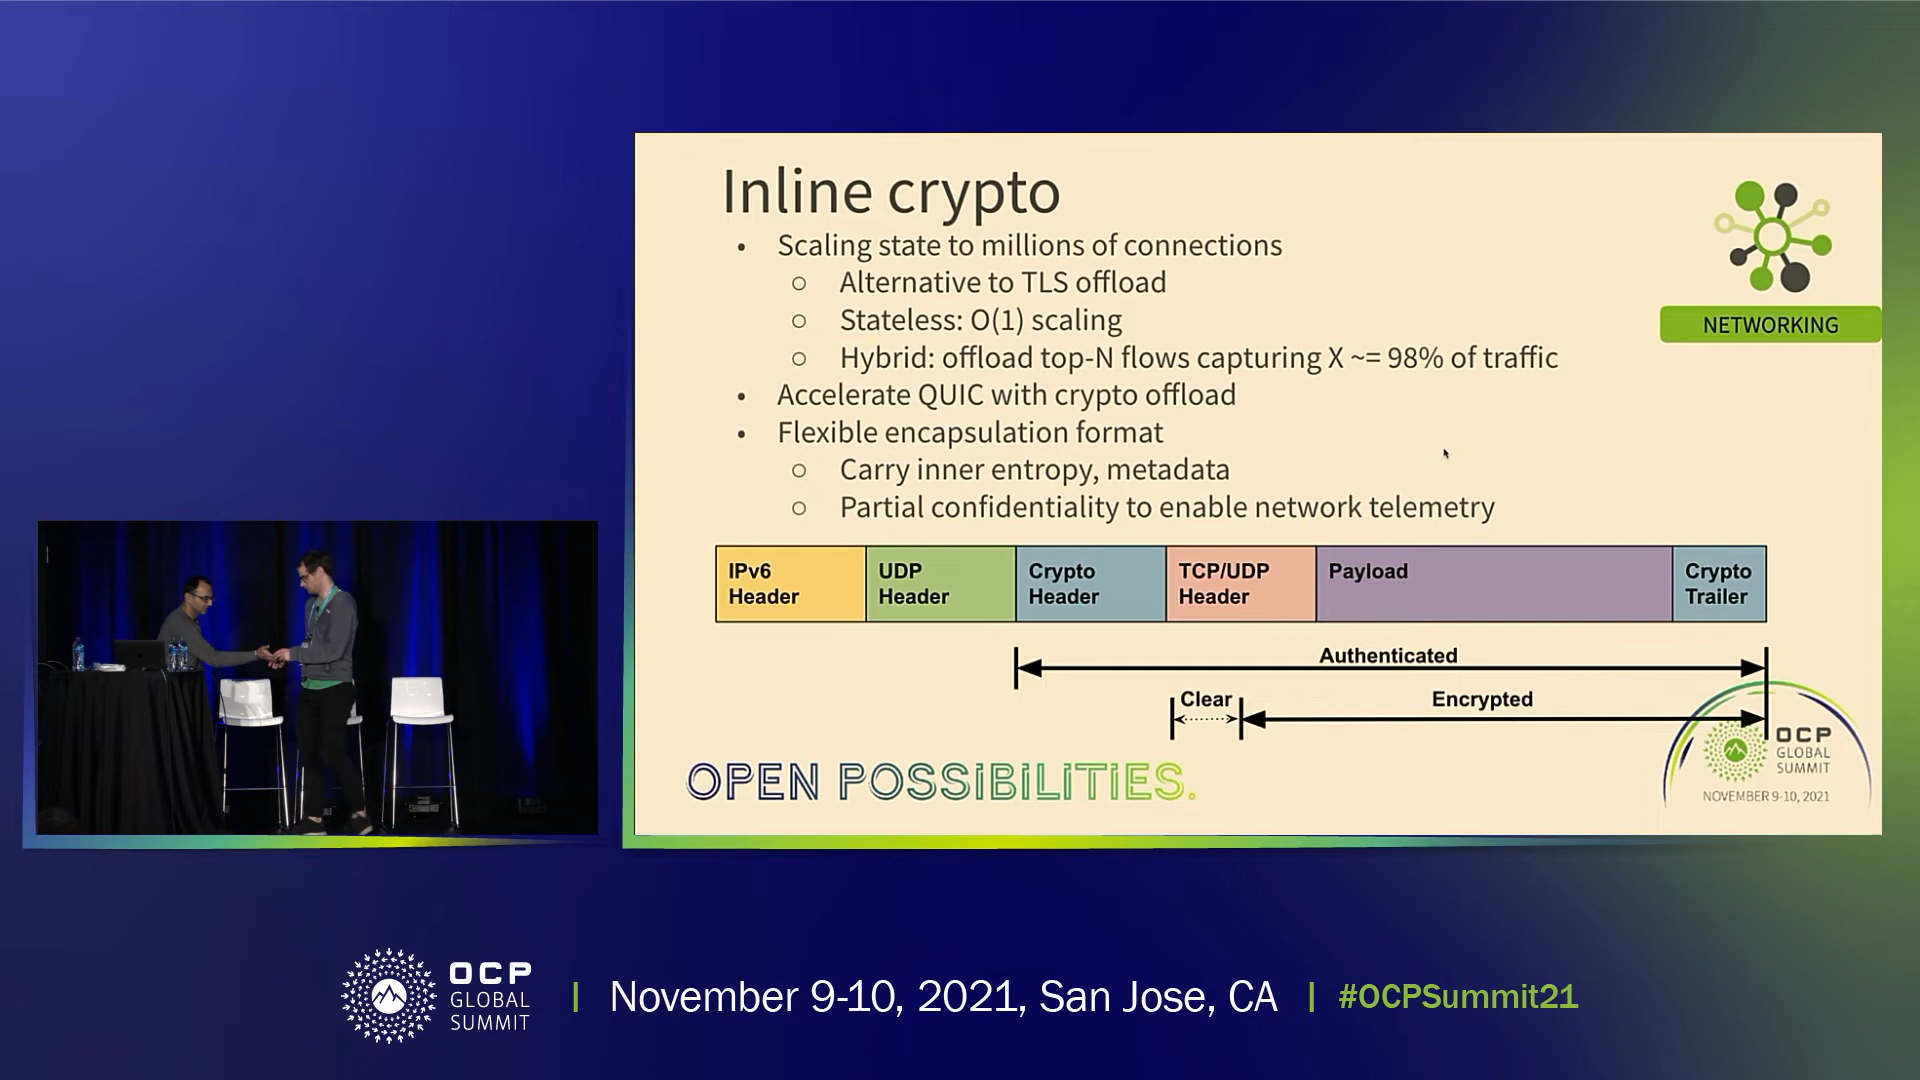 Inline crypto
• Scaling state to millions of connections
○ Alternative to TLS offload
○ Stateless: O(1) scaling
○ Hybrid: offload top-N flows capturing X ~= 98% of traffic
• Accelerate QUIC with crypto offload
• Flexible encapsulation format
○ Carry inner entropy, metadata
○ Partial confidentiality to enable network telemetry
NETWORKING
IPv6
Header
UDP
Header
Crypto
Header
TCP/UDP
Header
Payload
Crypto
Trailer
Authenticated
Clear
Encrypted
OPEN POSSIBILITIES.
OCP
GLOBAL
SUMMIT
NOVEMBER 9-10, 2021
OCP
GLOBAL
SUMMIT
| November 9-10, 2021, San Jose, CA | #OCPSummit21